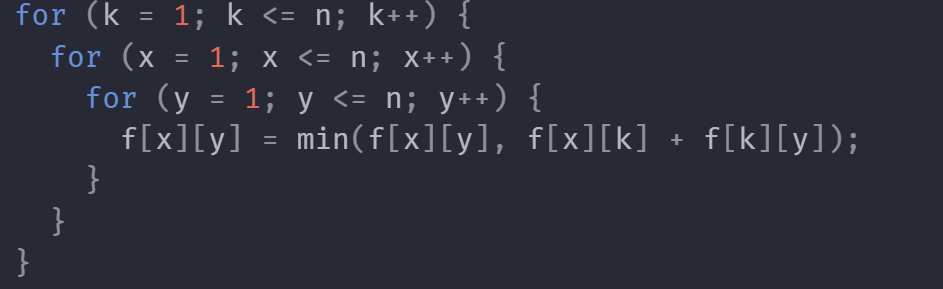 for (k = 1; k <= n; k++) {
  for (x = 1; x <= n; x++) {
    for (y = 1; y <= n; y++) {
      f[x][y] = min(f[x][y], f[x][k] + f[k][y]);
    }
  }
}